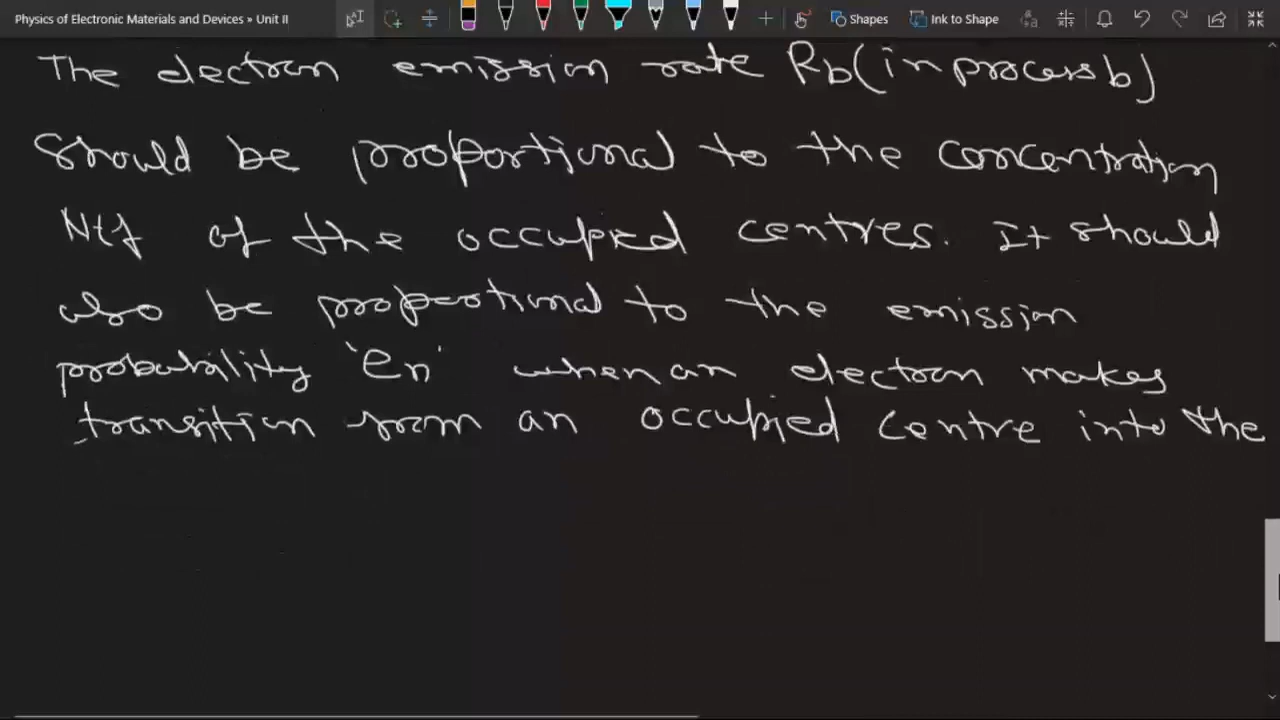 Physics of Electronic Materials and Devices » Unit II
Shapes
Ink to Shape
The electron emission rate Rb (in process b)
should be proportional to the concentration
Ntf of the occupied centres. It should
also be proportional to the emission
probability 'en' when an electron makes
transition from an occupied centre into the